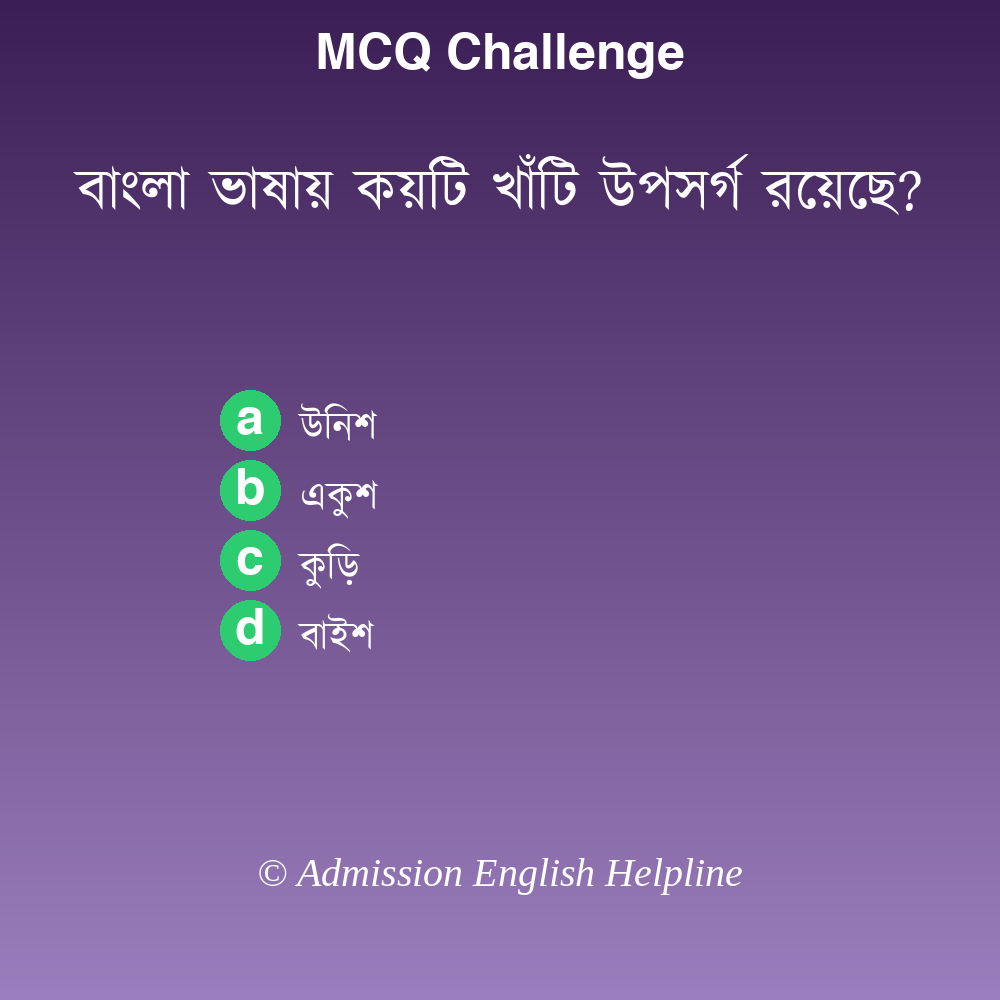 MCQ Challenge
বাংলা ভাষায় কয়টি খাঁটি উপসর্গ রয়েছে?
a উনিশ
b একুশ
c কুড়ি
d বাইশ
© Admission English Helpline